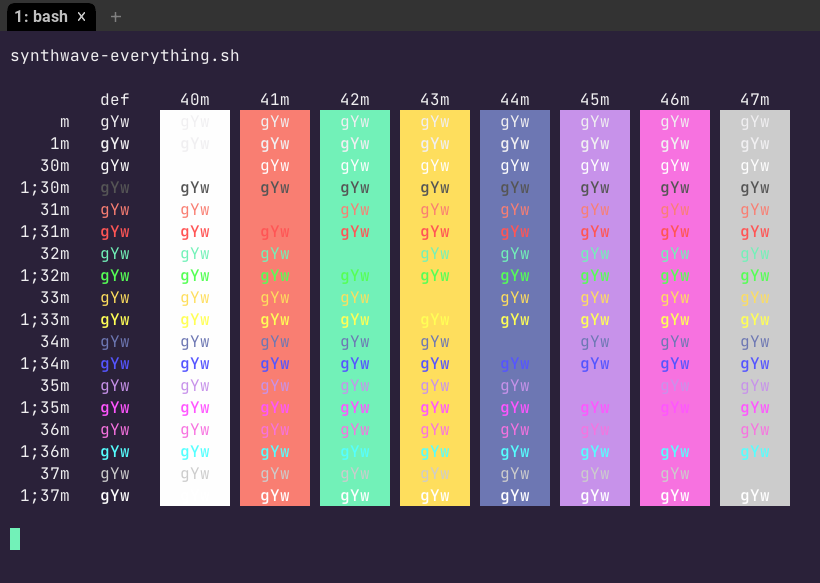 1: bash × +
synthwave-everything.sh
def 40m 41m 42m 43m 44m 45m 46m 47m
m gYw gYw gYw gYw gYw gYw gYw gYw gYw
1m gYw gYw gYw gYw gYw gYw gYw gYw gYw
30m gYw gYw gYw gYw gYw gYw gYw gYw
1;30m gYw gYw gYw gYw gYw gYw gYw gYw gYw
31m gYw gYw gYw gYw gYw gYw gYw gYw
1;31m gYw gYw gYw gYw gYw gYw gYw gYw gYw
32m gYw gYw gYw gYw gYw gYw gYw gYw
1;32m gYw gYw gYw gYw gYw gYw gYw gYw gYw
33m gYw gYw gYw gYw gYw gYw gYw gYw
1;33m gYw gYw gYw gYw gYw gYw gYw gYw gYw
34m gYw gYw gYw gYw gYw gYw gYw gYw
1;34m gYw gYw gYw gYw gYw gYw gYw gYw gYw
35m gYw gYw gYw gYw gYw gYw gYw gYw
1;35m gYw gYw gYw gYw gYw gYw gYw gYw gYw
36m gYw gYw gYw gYw gYw gYw gYw gYw
1;36m gYw gYw gYw gYw gYw gYw gYw gYw gYw
37m gYw gYw gYw gYw gYw gYw gYw gYw
1;37m gYw gYw gYw gYw gYw gYw gYw gYw